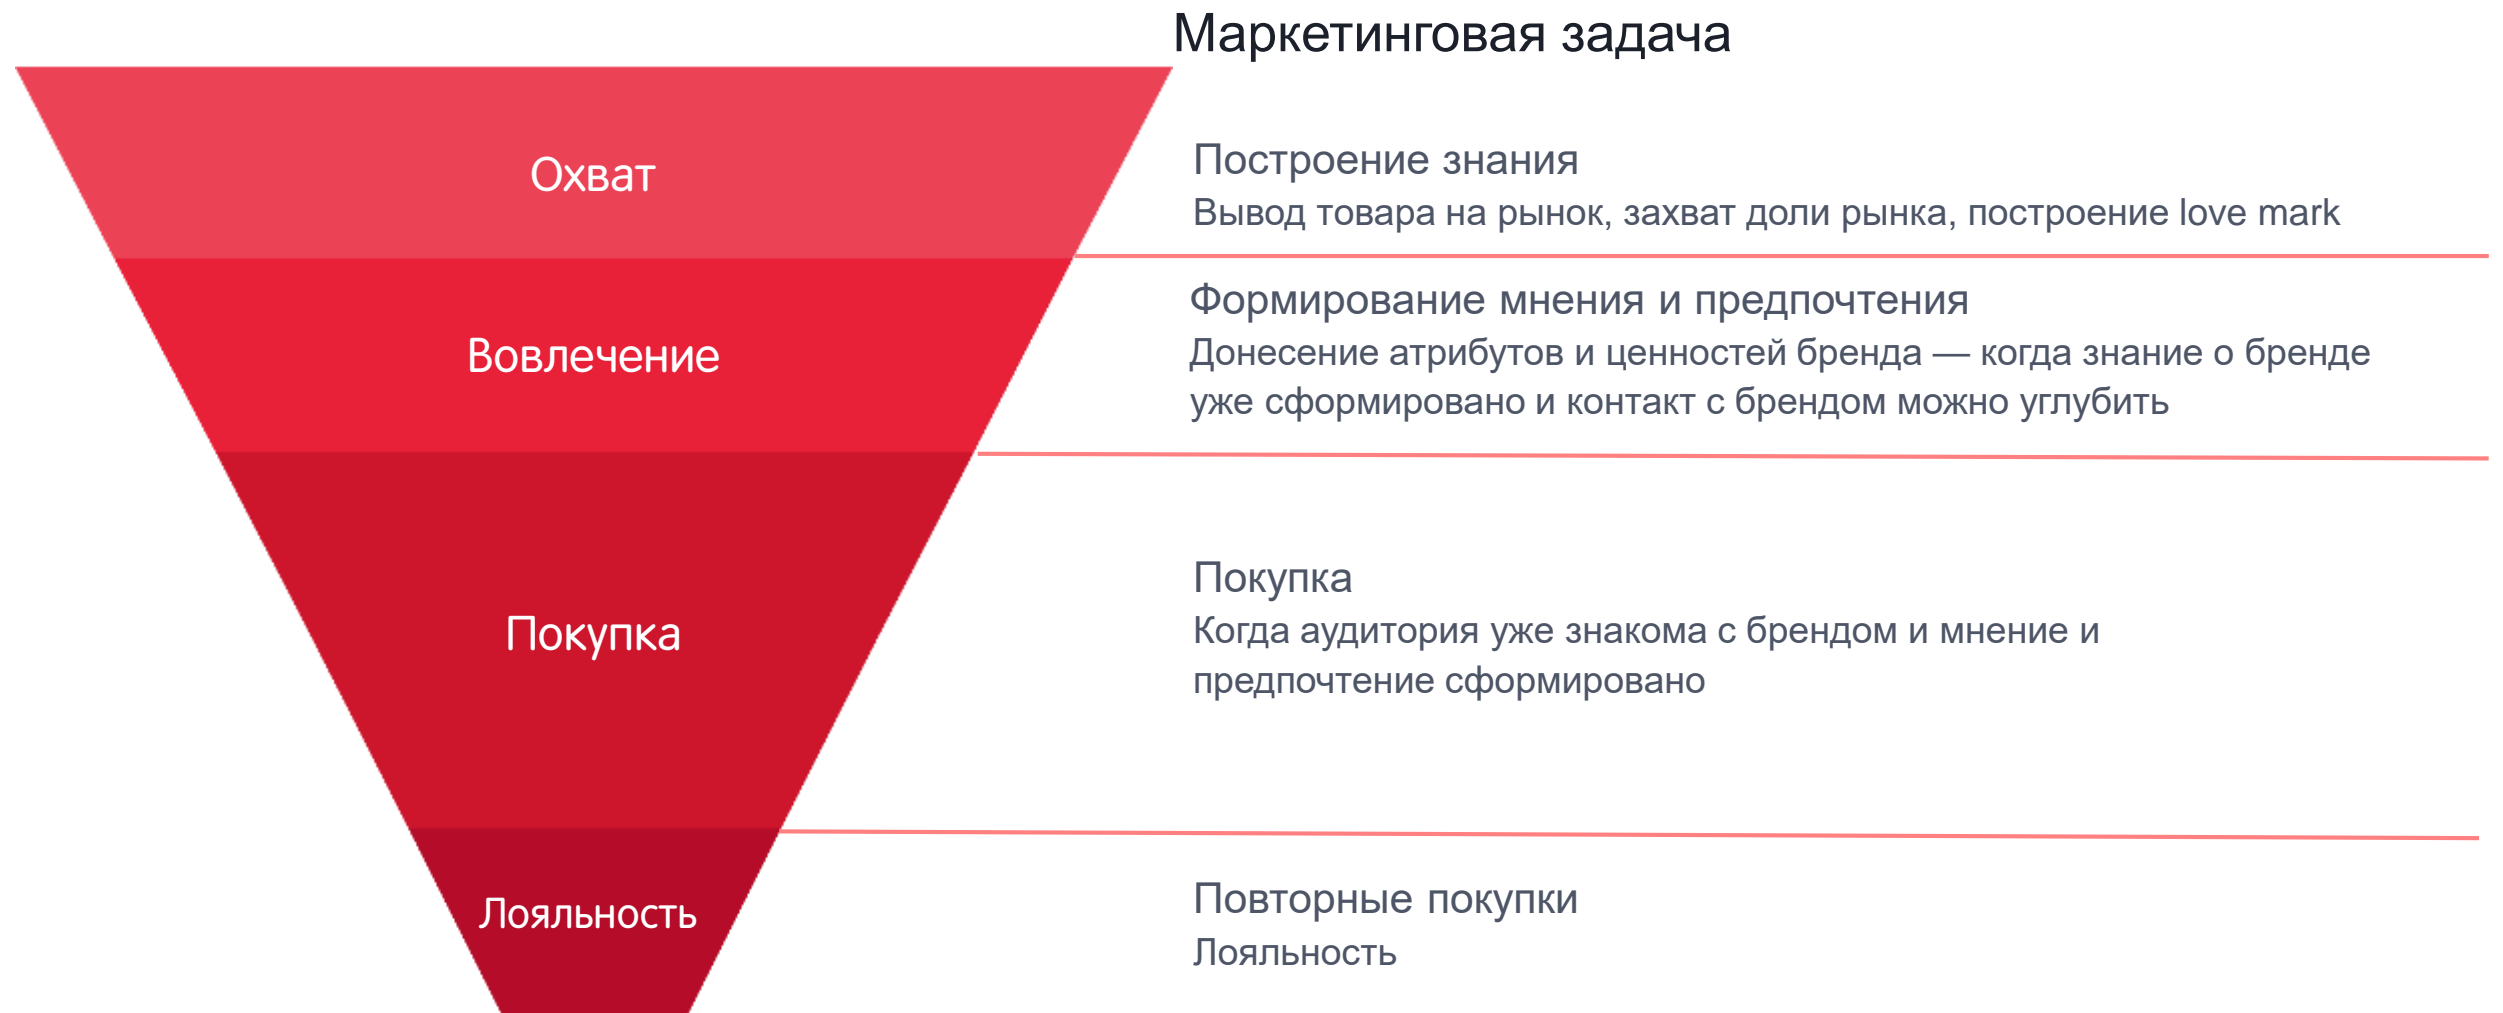 Маркетинговая задача
Охват
Построение знания
Вывод товара на рынок, захват доли рынка, построение love mark
Вовлечение
Формирование мнения и предпочтения
Донесение атрибутов и ценностей бренда — когда знание о бренде
уже сформировано и контакт с брендом можно углубить
Покупка
Покупка
Когда аудитория уже знакома с брендом и мнение и
предпочтение сформировано
Лояльность
Повторные покупки
Лояльность